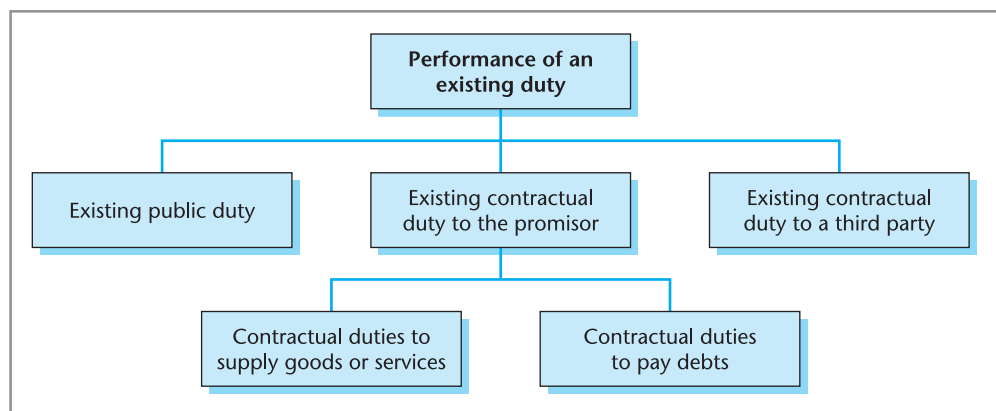 Performance of an
existing duty
Existing public duty
Existing contractual
duty to the promisor
Existing contractual
duty to a third party
Contractual duties to
supply goods or services
Contractual duties
to pay debts